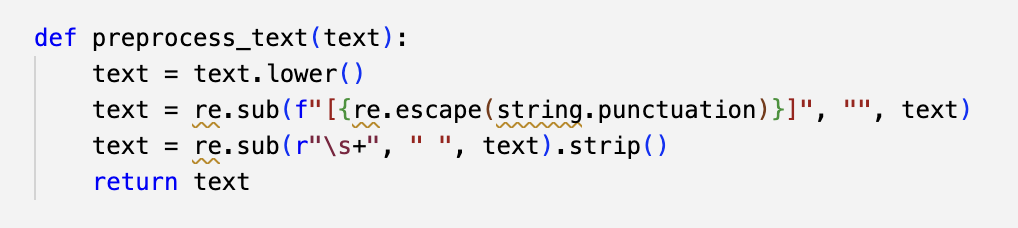 def preprocess_text(text):
    text = text.lower()
    text = re.sub(f"[{re.escape(string.punctuation)}]", "", text)
    text = re.sub(r"\s+", " ", text).strip()
    return text